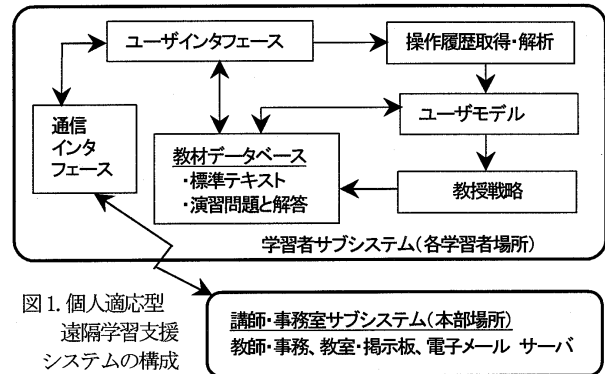 ユーザインタフェース
操作履歴取得・解析
通信
インタ
フェース
ユーザモデル
教材データベース
・標準テキスト
・演習問題と解答
教授戦略
学習者サブシステム(各学習者場所)
図1. 個人適応型
遠隔学習支援
システムの構成
講師・事務室サブシステム(本部場所)
教師・事務、教室・掲示板、電子メール サーバ